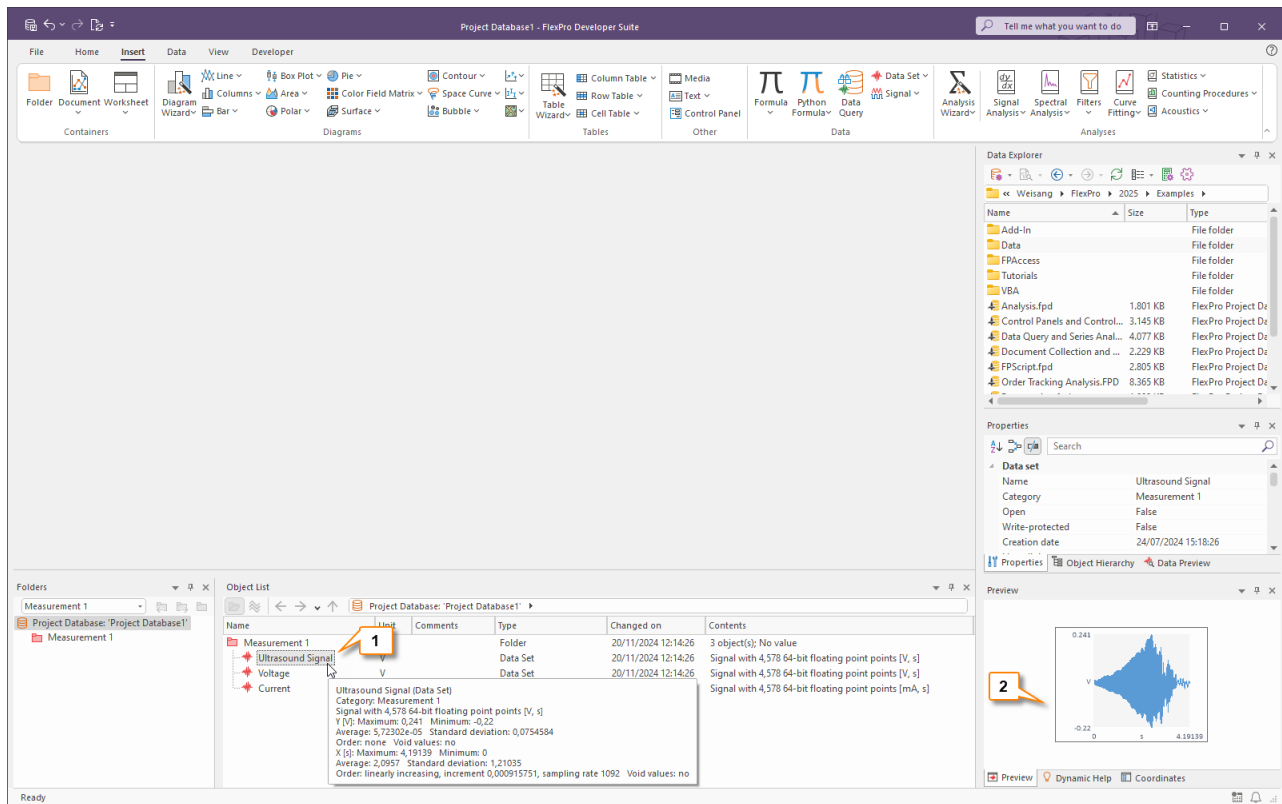 Project Database1 - FlexPro Developer Suite
Tell me what you want to do
File Home Insert Data View Developer
Folder Document Worksheet
Containers
Diagram Wizard
Line Box Plot Pie Contour
Columns Area Color Field Matrix Space Curve
Bar Polar Surface Bubble
Diagrams
Table Wizard
Column Table
Row Table
Cell Table
Tables
Media
Text
Control Panel
Other
Formula
Python Formula
Data Query
Data Set
Signal
Data
Analysis Wizard
Signal Analysis
Spectral Analysis
Filters
Curve Fitting
Statistics
Counting Procedures
Acoustics
Analyses
Data Explorer
« Weisang FlexPro 2025 Examples
Name Size Type
Add-In File folder
Data File folder
FPAccess File folder
Tutorials File folder
VBA File folder
Analysis.fpd 1.801 KB FlexPro Project Da
Control Panels and Control... 3.145 KB FlexPro Project Da
Data Query and Series Anal... 4.077 KB FlexPro Project Da
Document Collection and ... 2.229 KB FlexPro Project Da
FPScript.fpd 2.805 KB FlexPro Project Da
Order Tracking Analysis.FPD 8.365 KB FlexPro Project Da
Properties
Search
Data set
Name Ultrasound Signal
Category Measurement 1
Open False
Write-protected False
Creation date 24/07/2024 15:18:26
Properties Object Hierarchy Data Preview
Folders
Measurement 1
Project Database: 'Project Database1'
Measurement 1
Object List
Project Database: 'Project Database1'
Name Unit Comments Type Changed on Contents
Measurement 1 Folder 20/11/2024 12:14:26 3 object(s); No value
Ultrasound Signal V Data Set 20/11/2024 12:14:26 Signal with 4,578 64-bit floating point points [V, s]
Voltage V Data Set 20/11/2024 12:14:26 Signal with 4,578 64-bit floating point points [V, s]
Current Signal with 4,578 64-bit floating point points [mA, s]
1
Ultrasound Signal (Data Set)
Category: Measurement 1
Signal with 4,578 64-bit floating point points [V, s]
Y [V]: Maximum: 0,241 Minimum: -0,22
Average: 5,72302e-05 Standard deviation: 0,0754584
Order: none Void values: no
X [s]: Maximum: 4,19139 Minimum: 0
Average: 2,0957 Standard deviation: 1,21035
Order: linearly increasing, increment 0,000915751, sampling rate 1092 Void values: no
Preview
2
0.241
V
-0.22
0 s 4.19139
Preview Dynamic Help Coordinates
Ready